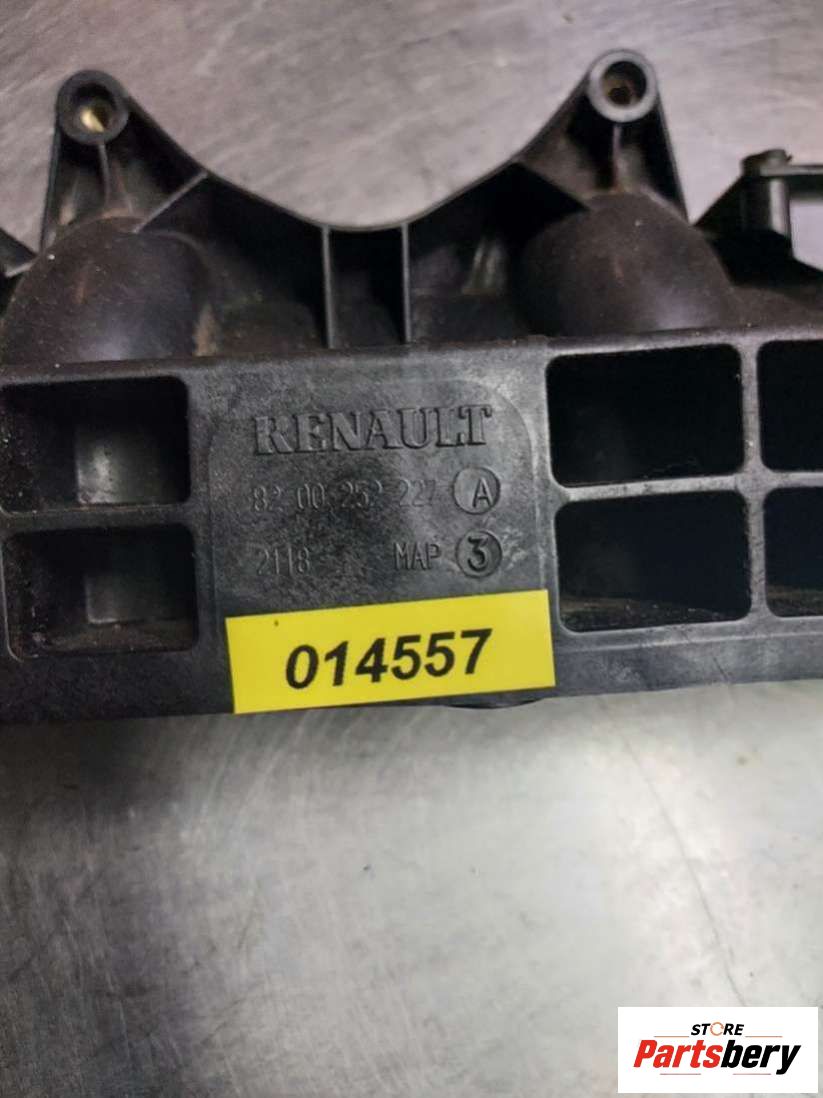 RENAULT
82 00 252 227 A
2118 MAP 3
014557
STORE
Partsbery